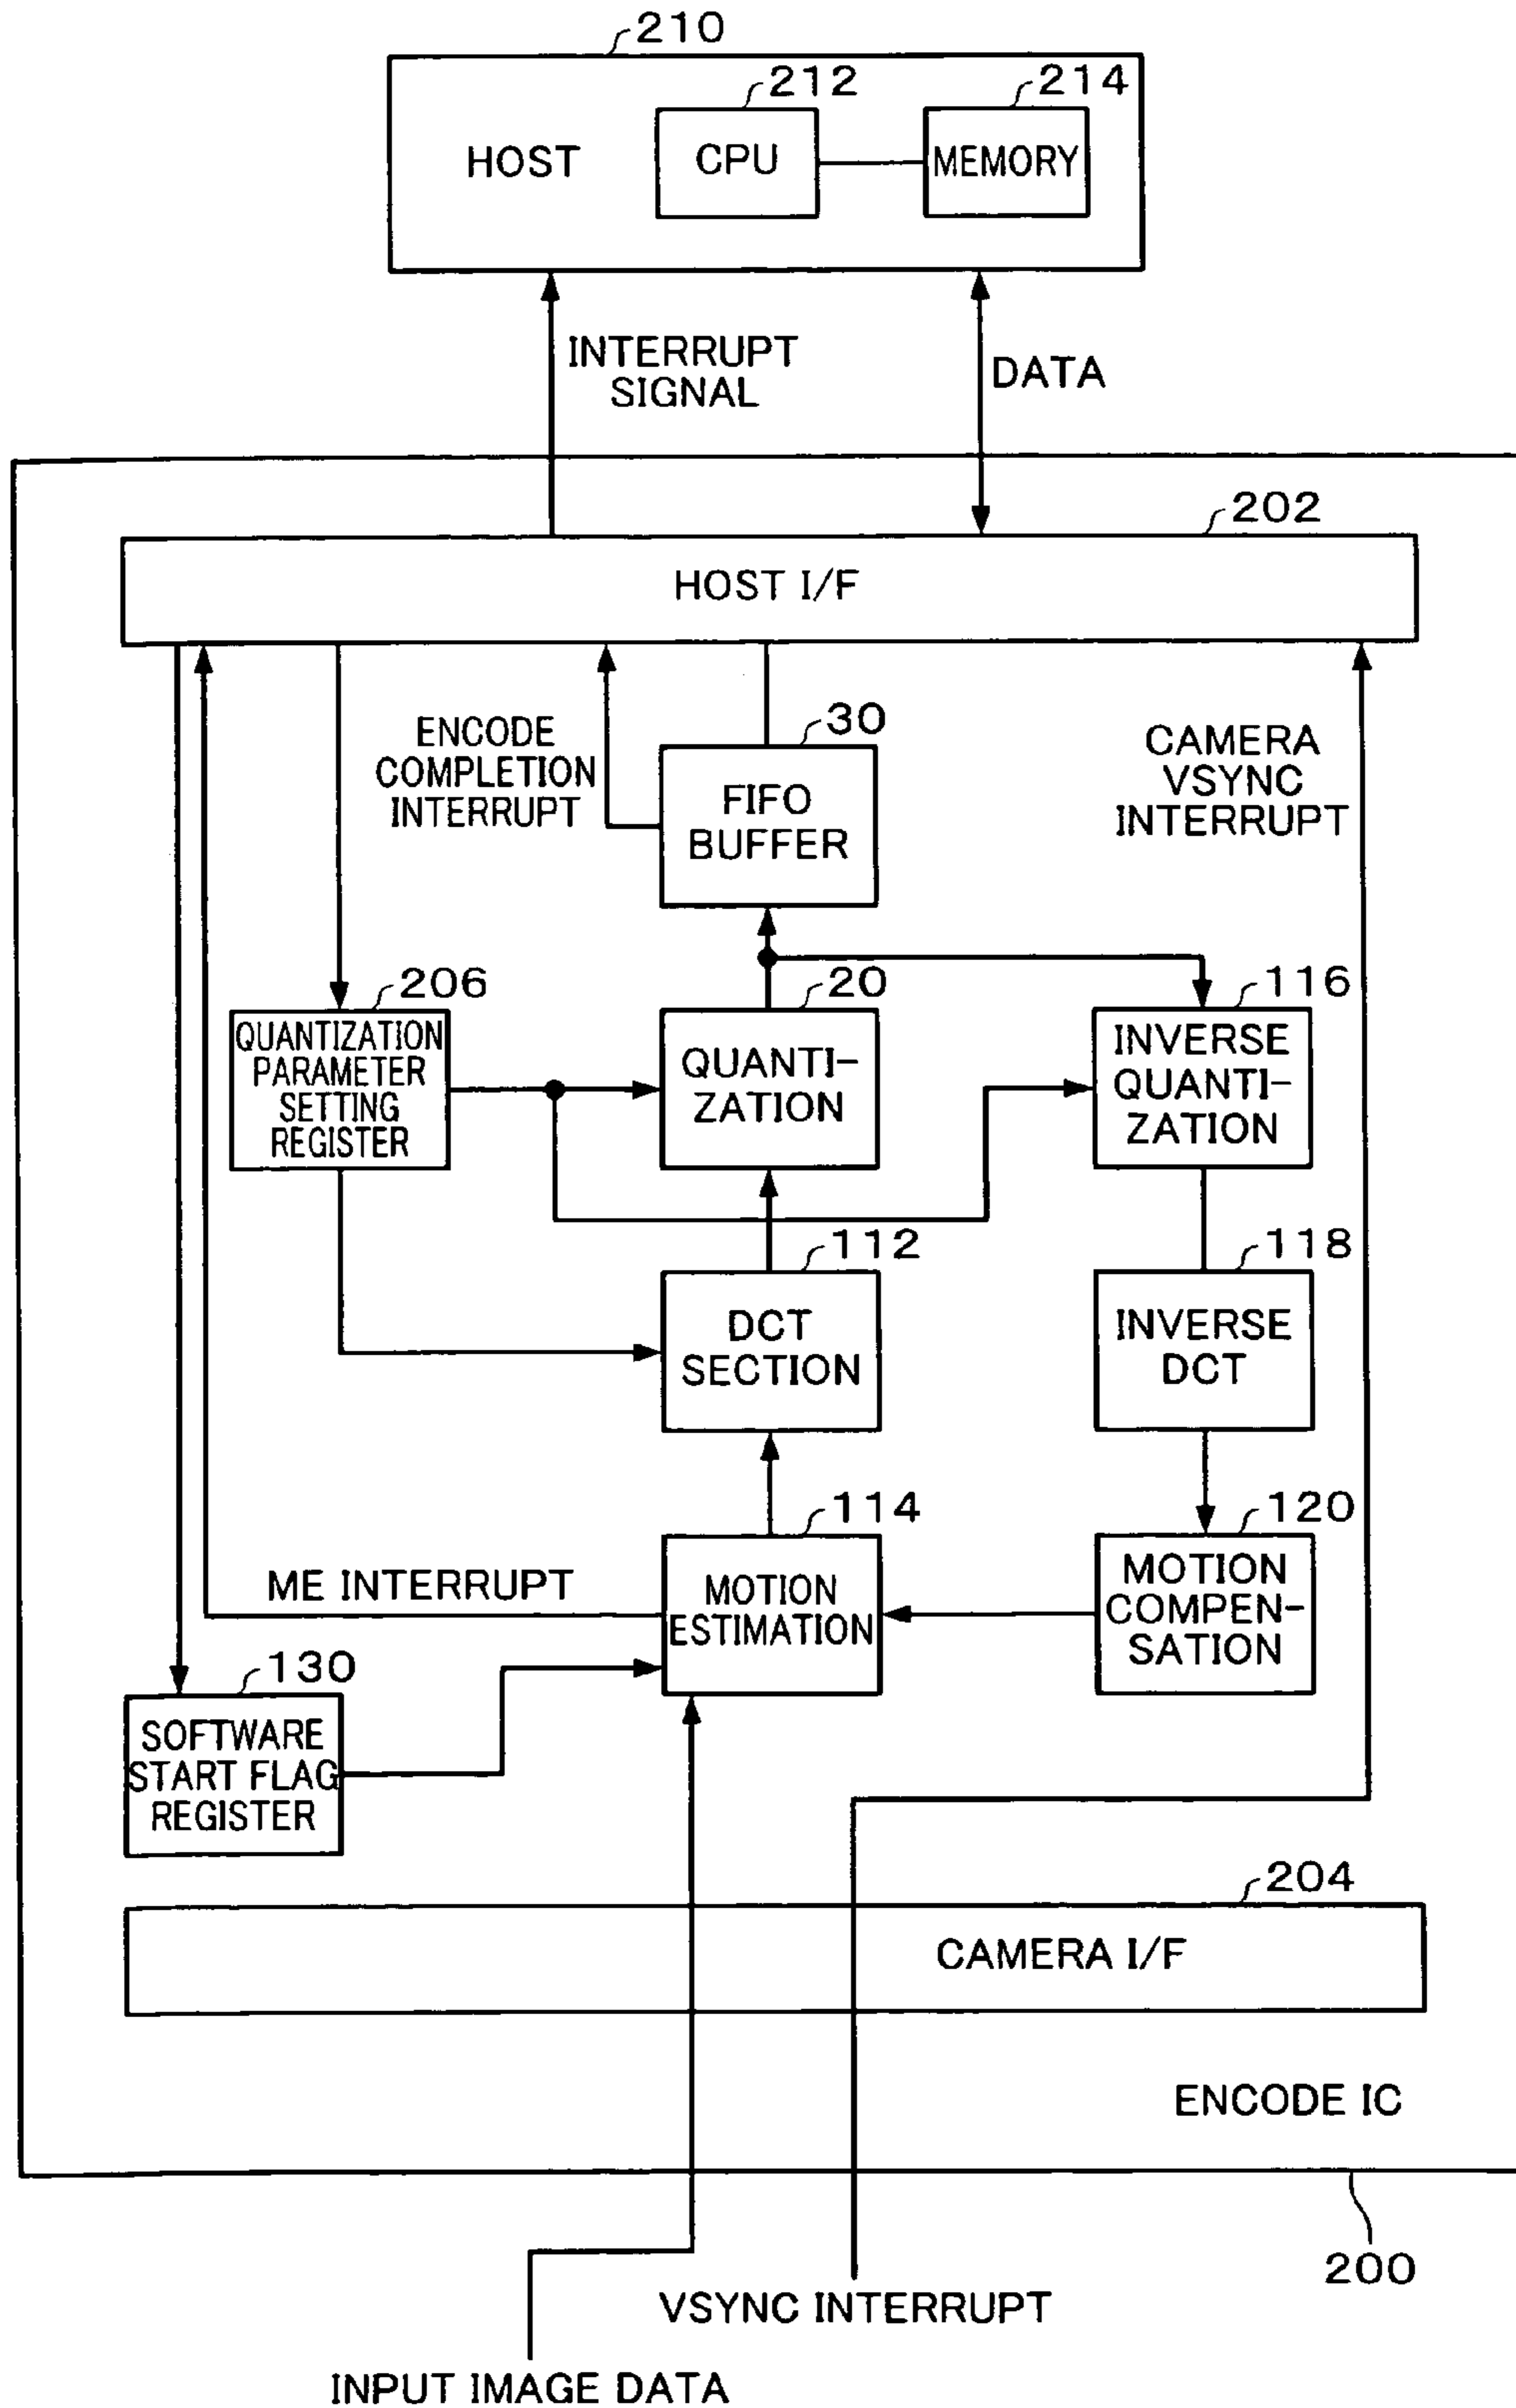 210
212
214
HOST
CPU
MEMORY
INTERRUPT
SIGNAL
DATA
202
HOST I/F
ENCODE
COMPLETION
INTERRUPT
30
FIFO
BUFFER
CAMERA
VSYNC
INTERRUPT
206
QUANTIZATION
PARAMETER
SETTING
REGISTER
20
QUANTI-
ZATION
116
INVERSE
QUANTI-
ZATION
112
DCT
SECTION
118
INVERSE
DCT
ME INTERRUPT
114
MOTION
ESTIMATION
120
MOTION
COMPEN-
SATION
130
SOFTWARE
START FLAG
REGISTER
204
CAMERA I/F
ENCODE IC
200
VSYNC INTERRUPT
INPUT IMAGE DATA